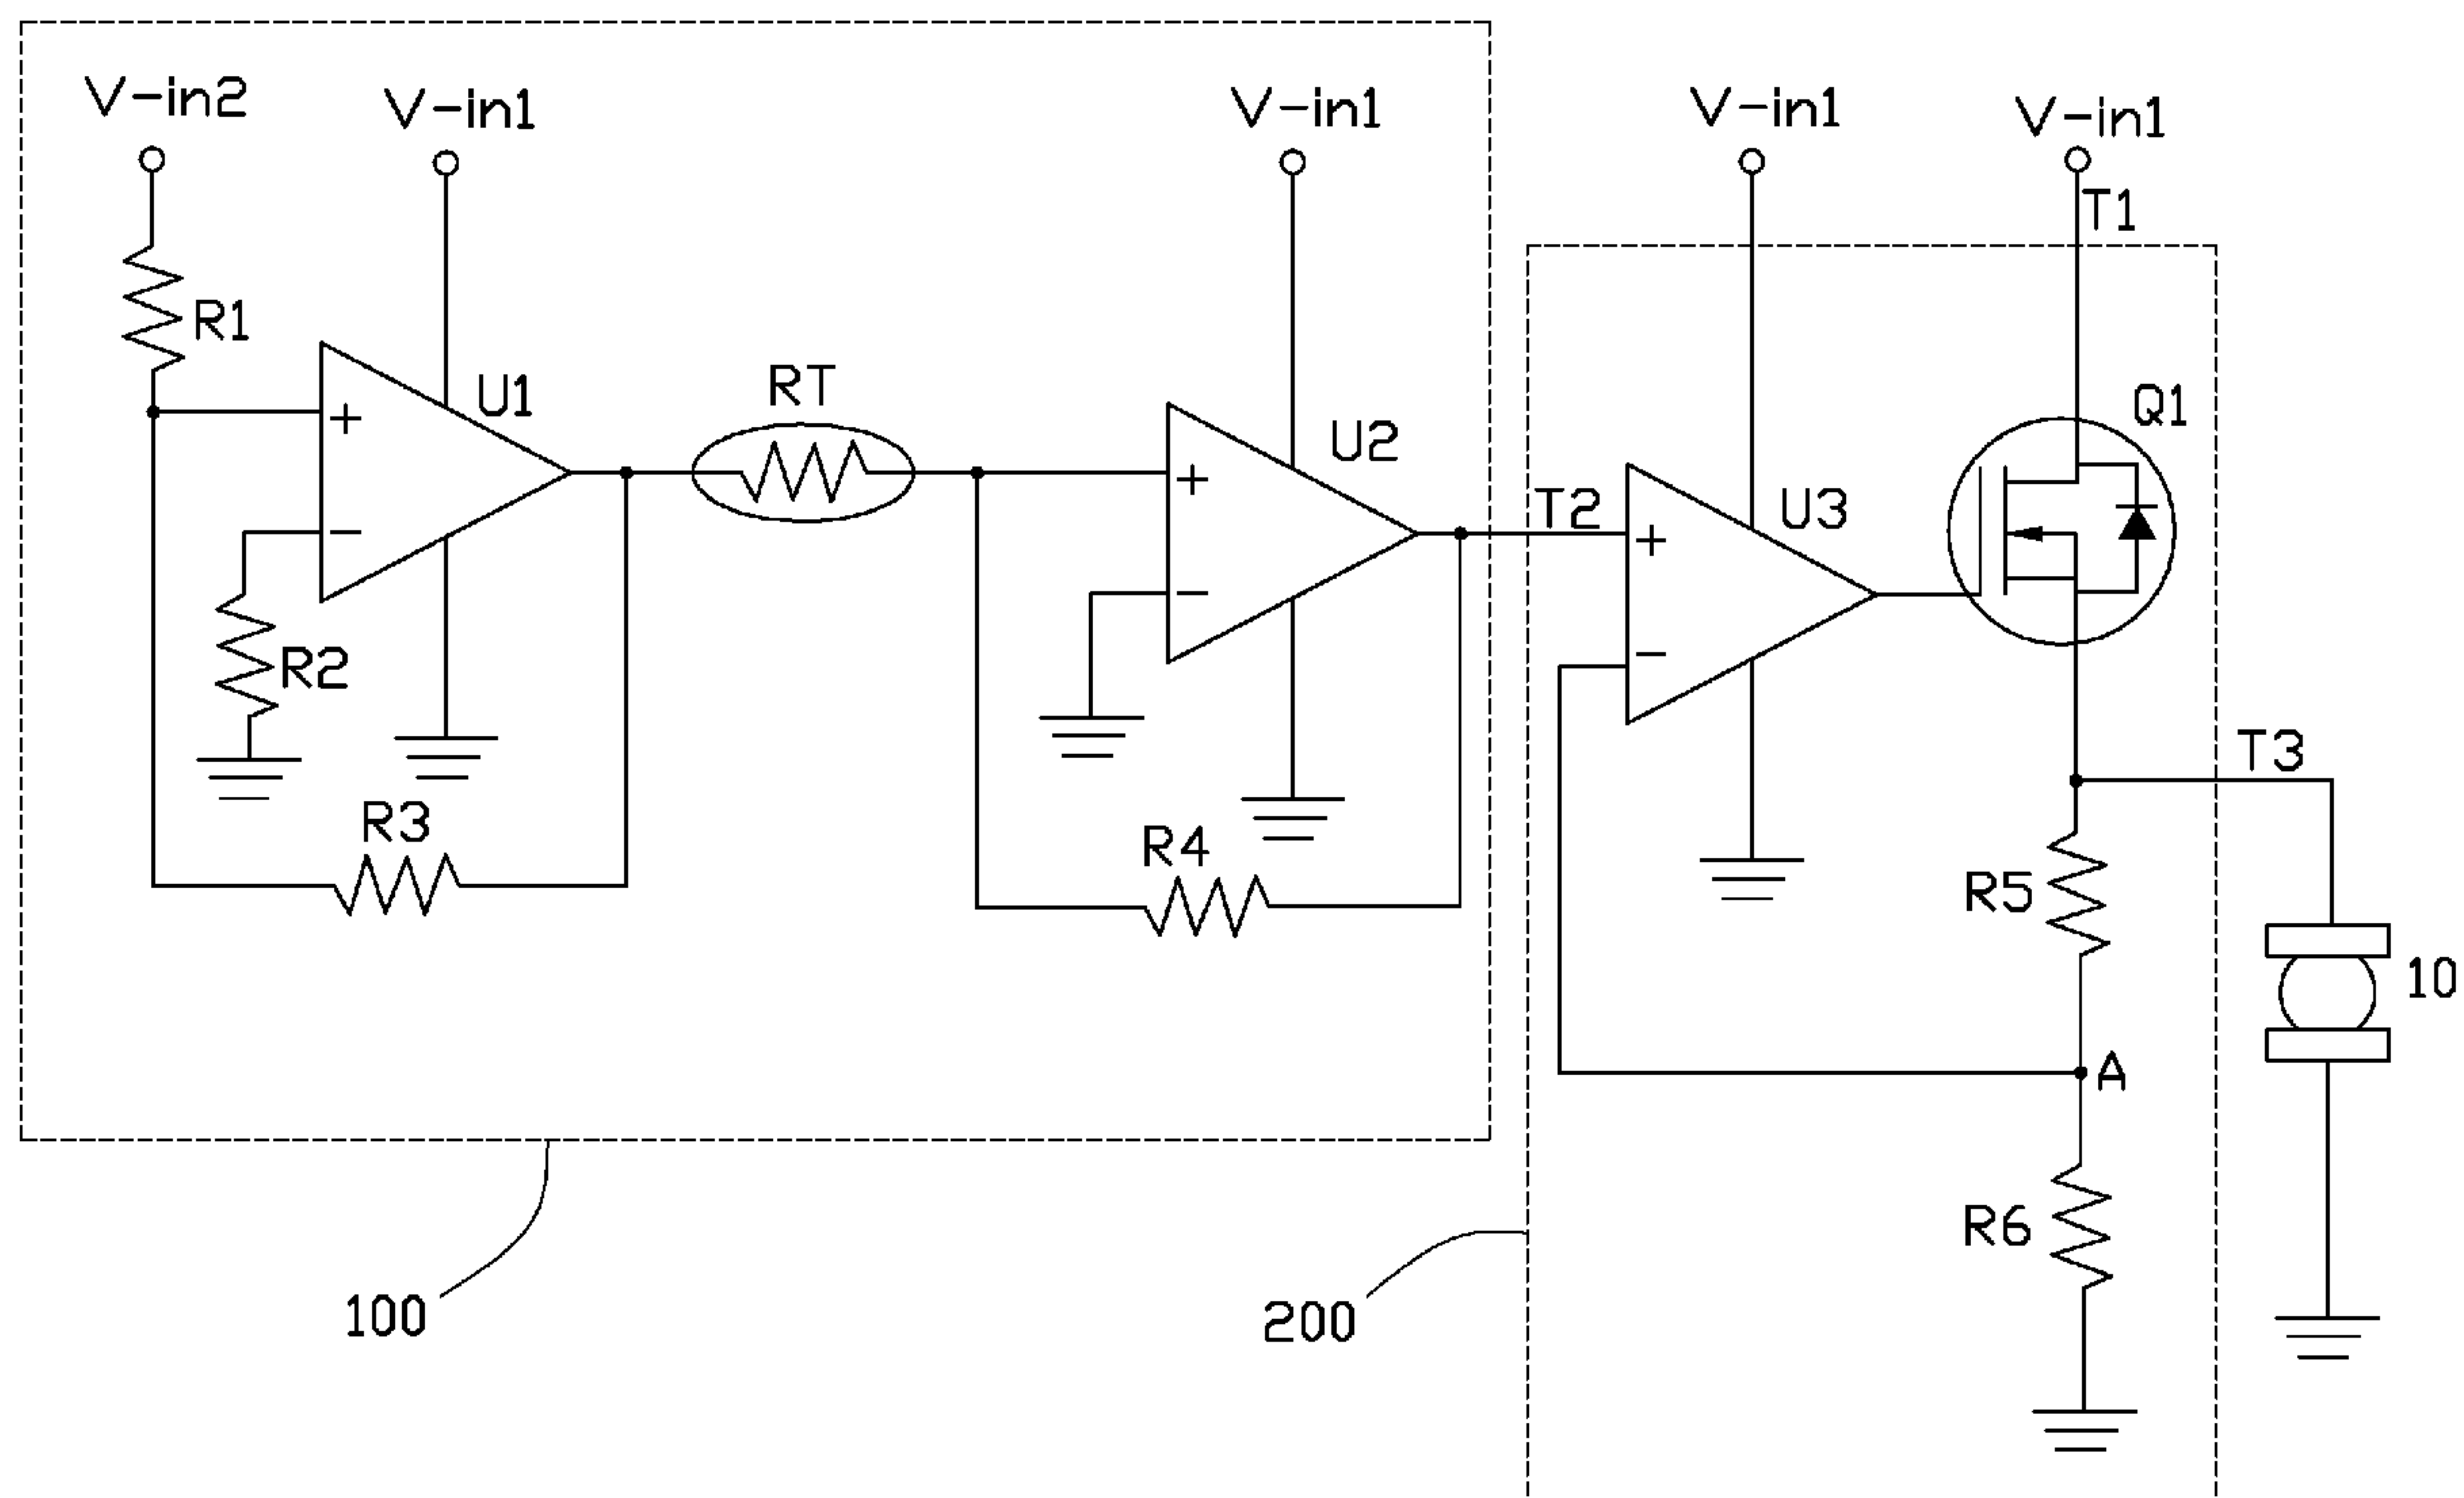 V-in2
V-in1
V-in1
V-in1
V-in1
T1
R1
U1
RT
U2
Q1
T2
U3
+
+
+
-
-
-
R2
T3
R3
R4
R5
10
A
R6
100
200